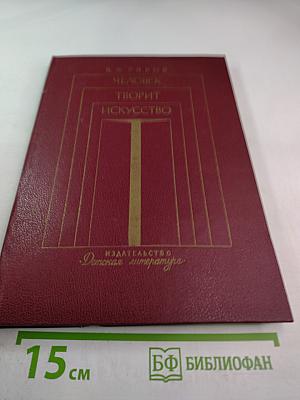 ЧЕЛОВЕК
ТВОРИТ
ИСКУССТВО
ИЗДАТЕЛЬСТВО
Детская литература
15 см
БФ БИБЛИОФАН